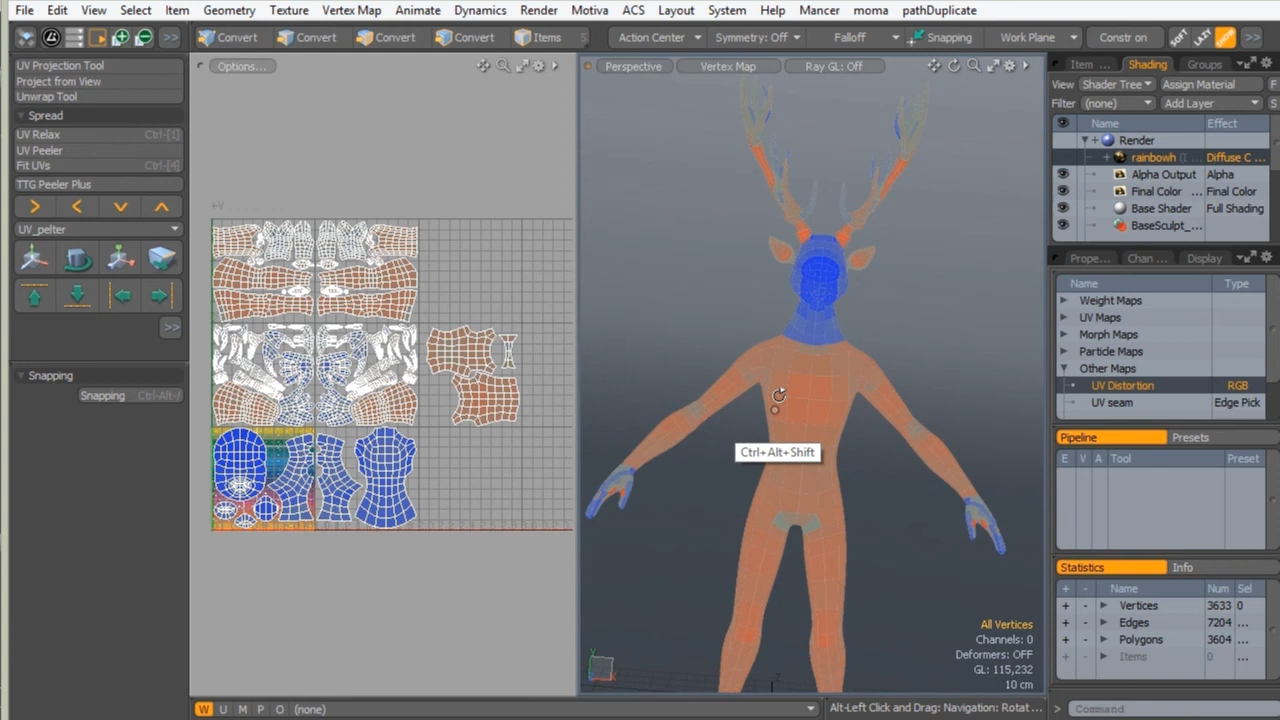 File Edit View Select Item Geometry Texture Vertex Map Animate Dynamics Render Motiva ACS Layout System Help Mancer moma pathDuplicate
>> Convert Convert Convert Convert Items 5 Action Center Symmetry: Off Falloff Snapping Work Plane Constr on SOFT LAZY >>
UV Projection Tool
Project from View
Unwrap Tool
Spread
UV Relax Ctrl-[1]
UV Peeler
Fit UVs Ctrl-[4]
TTG Peeler Plus
UV_pelter
>>
Snapping
Snapping Ctrl-Alt-/
Options...
+V
Perspective Vertex Map Ray GL: Off
Ctrl+Alt+Shift
All Vertices
Channels: 0
Deformers: OFF
GL: 115,232
10 cm
Y
X
Z
Item ... Shading Groups
View Shader Tree Assign Material F
Filter (none) Add Layer S
Name Effect
Render
rainbowh Diffuse C ...
Alpha Output Alpha
Final Color ... Final Color
Base Shader Full Shading
BaseSculpt_...
Prope... Chan ... Display
Name Type
Weight Maps
UV Maps
Morph Maps
Particle Maps
Other Maps
UV Distortion RGB
UV seam Edge Pick
Pipeline Presets
E V A Tool Preset
Statistics Info
+ - Name Num Sel
+ - Vertices 3633 0
+ - Edges 7204 ...
+ - Polygons 3604 ...
+ - Items 0 ...
W U M P O (none) Alt-Left Click and Drag: Navigation: Rotat ... > Command